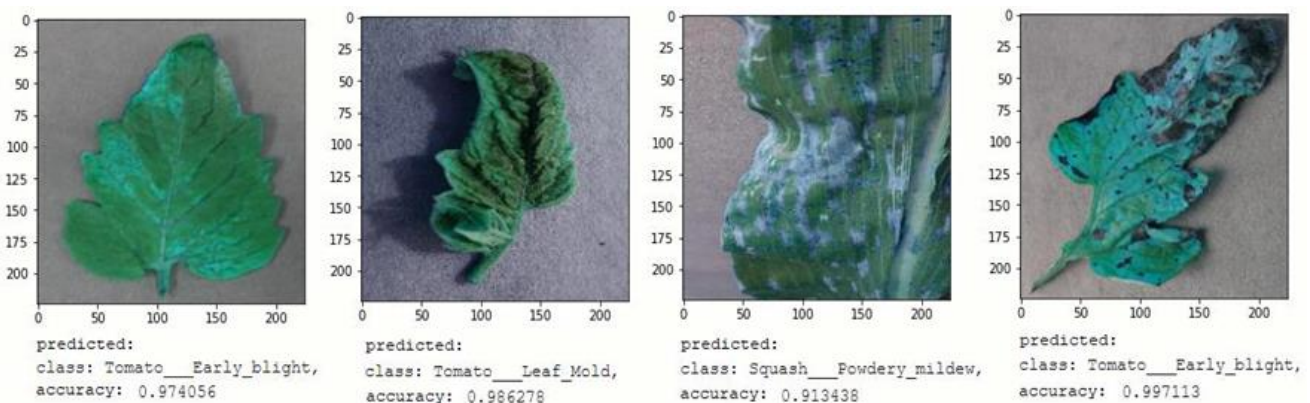 0
25
50
75
100
125
150
175
200
0 50 100 150 200
predicted:
class: Tomato___Early_blight,
accuracy: 0.974056
0
25
50
75
100
125
150
175
200
0 50 100 150 200
predicted:
class: Tomato___Leaf_Mold,
accuracy: 0.986278
0
25
50
75
100
125
150
175
200
0 50 100 150 200
predicted:
class: Squash___Powdery_mildew,
accuracy: 0.913438
0
25
50
75
100
125
150
175
200
0 50 100 150 200
predicted:
class: Tomato___Early_blight,
accuracy: 0.997113